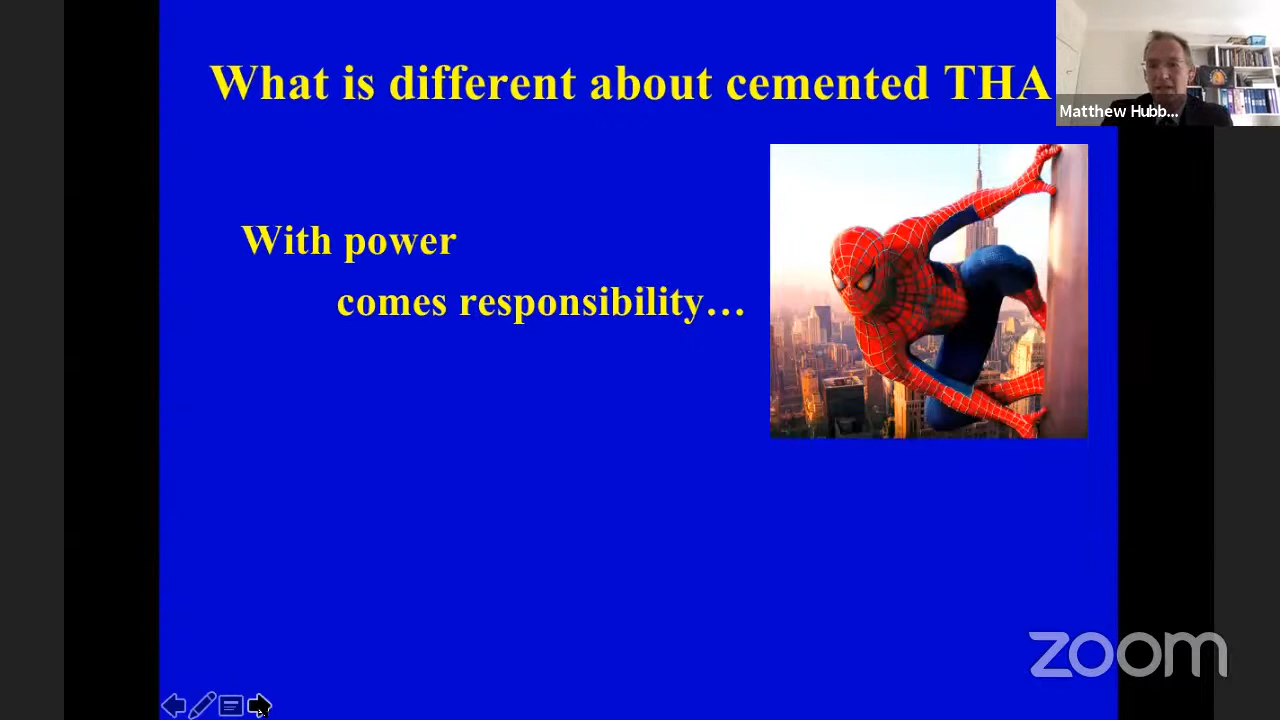 What is different about cemented THA
Matthew Hubb...
With power
comes responsibility…
zoom